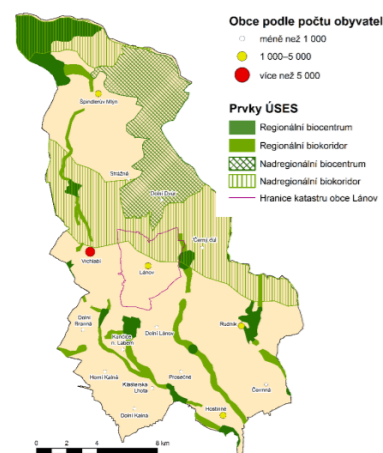 Obce podle počtu obyvatel
méně než 1 000
1 000–5 000
více než 5 000
Prvky ÚSES
Regionální biocentrum
Regionální biokoridor
Nadregionální biocentrum
Nadregionální biokoridor
Hranice katastru obce Lánov
Špindlerův Mlýn
Strážné
Dolní Dvůr
Černý Důl
Vrchlabí
Lánov
Dolní
Branná
Kunčice
n. Labem
Dolní Lánov
Rudník
Horní Kalná
Klášterská
Lhota
Prosečné
Čermná
Dolní Kalná
Hostinné
0 2 4 8 km